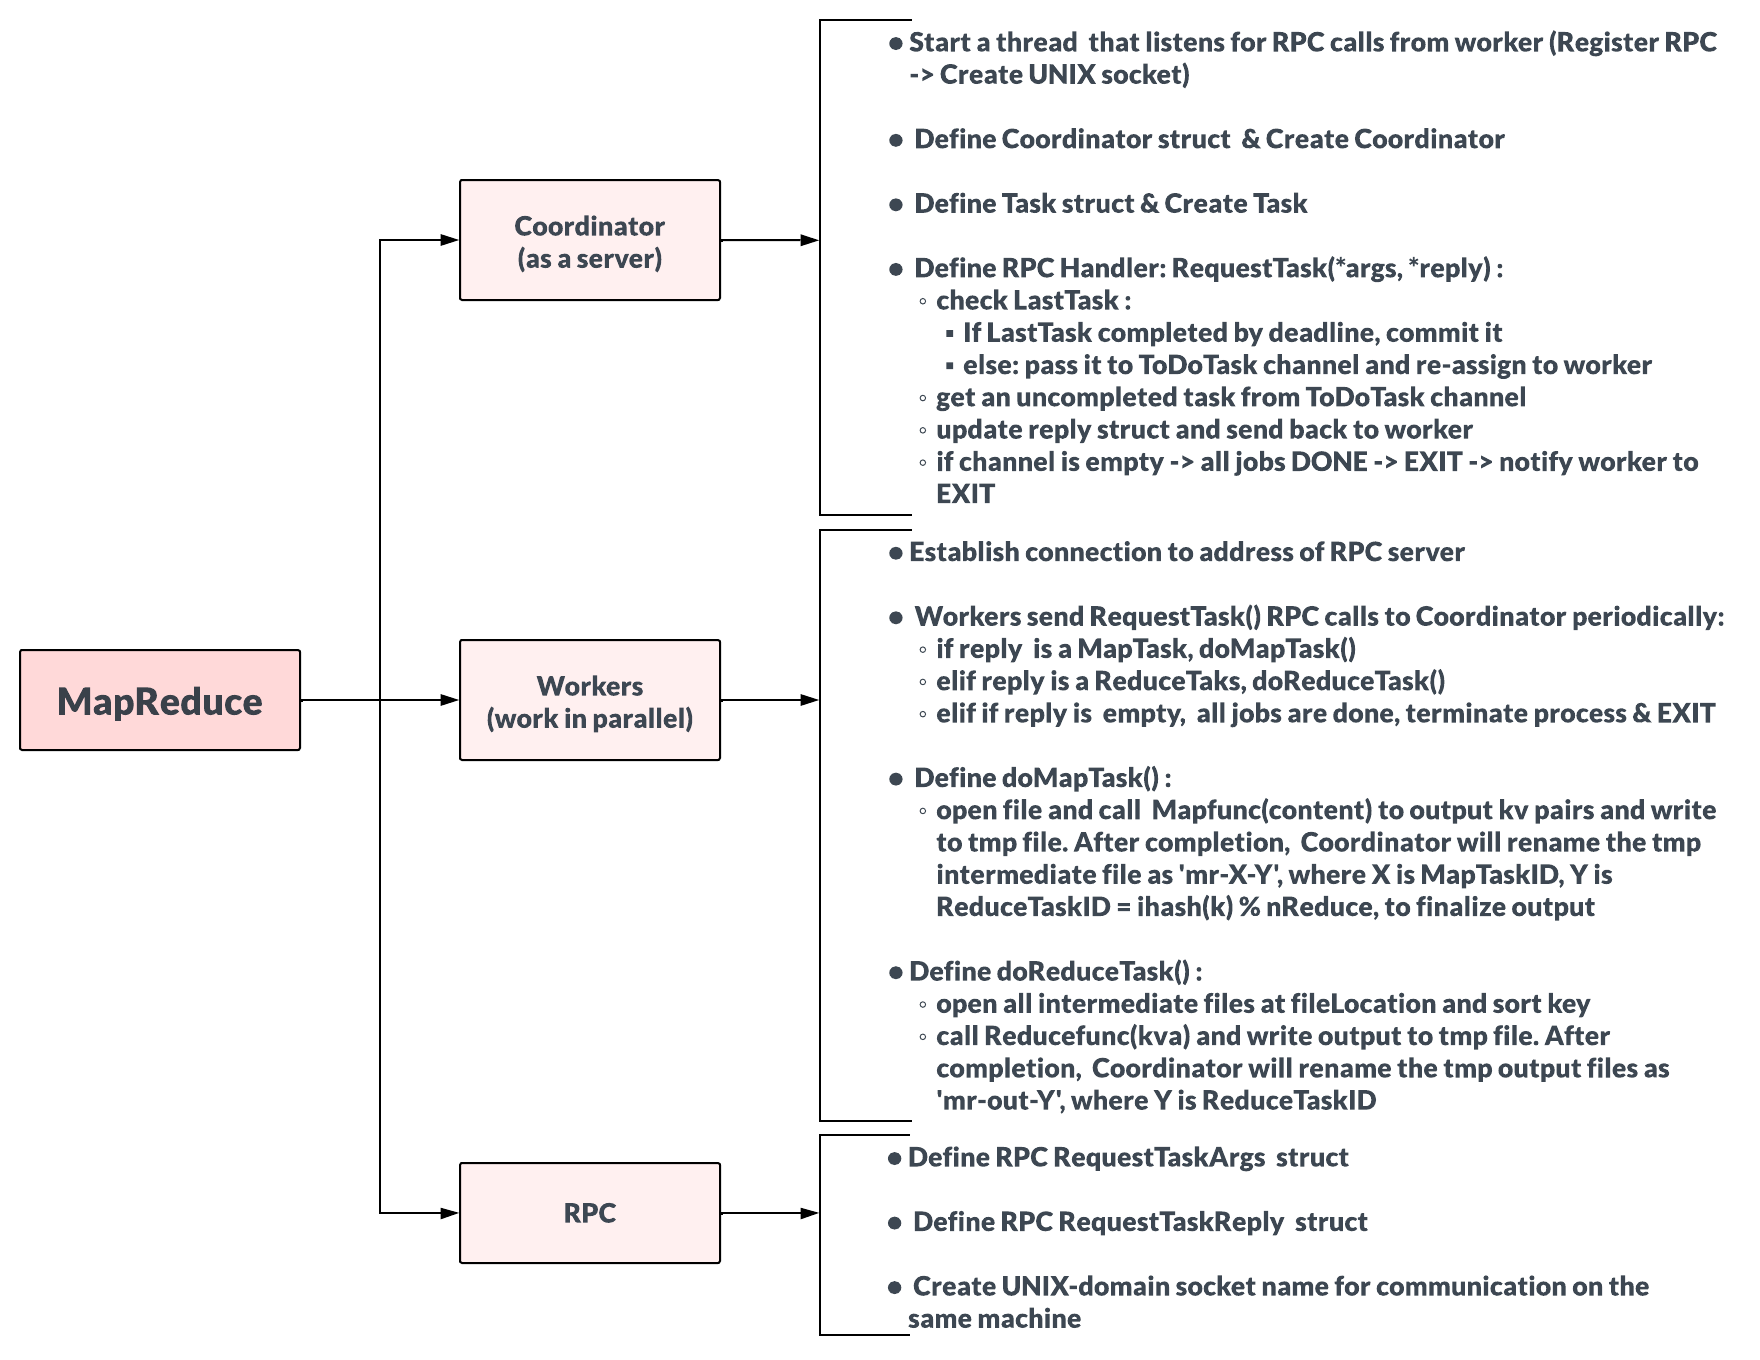 MapReduce
Coordinator
(as a server)
● Start a thread  that listens for RPC calls from worker (Register RPC
-> Create UNIX socket)
● Define Coordinator struct  & Create Coordinator
● Define Task struct & Create Task
● Define RPC Handler: RequestTask(*args, *reply) :
◦ check LastTask :
▪ If LastTask completed by deadline, commit it
▪ else: pass it to ToDoTask channel and re-assign to worker
◦ get an uncompleted task from ToDoTask channel
◦ update reply struct and send back to worker
◦ if channel is empty -> all jobs DONE -> EXIT -> notify worker to
EXIT
Workers
(work in parallel)
● Establish connection to address of RPC server
● Workers send RequestTask() RPC calls to Coordinator periodically:
◦ if reply  is a MapTask, doMapTask()
◦ elif reply is a ReduceTaks, doReduceTask()
◦ elif if reply is  empty,  all jobs are done, terminate process & EXIT
● Define doMapTask() :
◦ open file and call  Mapfunc(content) to output kv pairs and write
to tmp file. After completion,  Coordinator will rename the tmp
intermediate file as 'mr-X-Y', where X is MapTaskID, Y is
ReduceTaskID = ihash(k) % nReduce, to finalize output
● Define doReduceTask() :
◦ open all intermediate files at fileLocation and sort key
◦ call Reducefunc(kva) and write output to tmp file. After
completion,  Coordinator will rename the tmp output files as
'mr-out-Y', where Y is ReduceTaskID
RPC
● Define RPC RequestTaskArgs  struct
● Define RPC RequestTaskReply  struct
● Create UNIX-domain socket name for communication on the
same machine